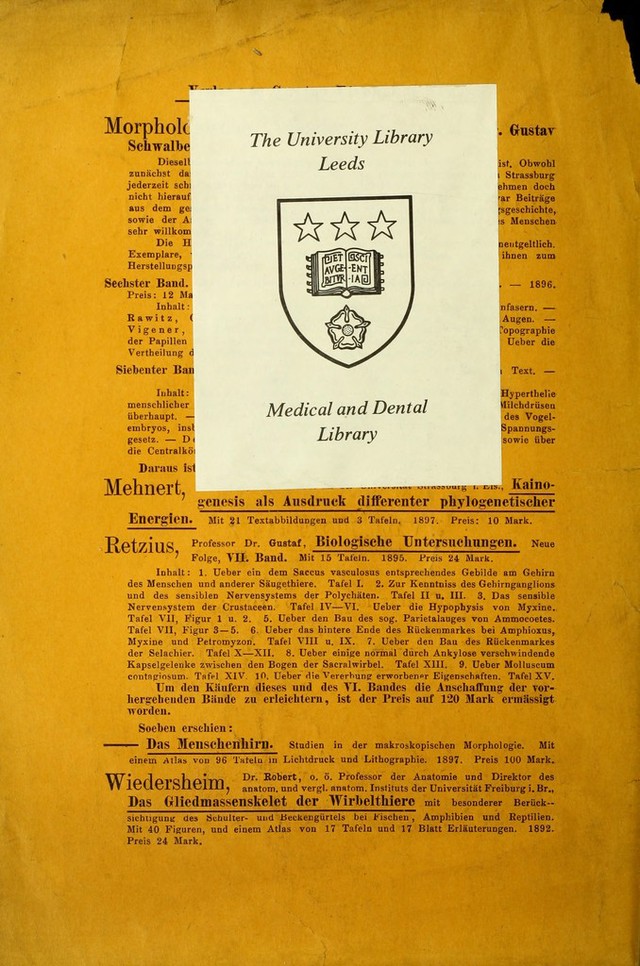 The University Library
Leeds
ET AVGEBITVR
SCIENTIA
Medical and Dental
Library
Gustav
Schwalbe
Diesel
ist. Obwohl
zunächst da
Strassburg
jederzeit sch
ehmen doch
nicht hierauf
ar Beiträge
aus dem ge
geschichte,
sowie der A
Menschen
sehr willkom
Die H
neutgeltlich.
Exemplare,
ihnen zum
Herstellungsp
Sechster Band.
— 1896.
Preis: 12 Ma
Inhalt:
nfasern. —
Rawitz,
Augen. —
Vigener,
Topographie
der Papillen
Ueber die
Vertheilung d
Siebenter Ban
Text. —
Inhalt:
Hyperthelie
menschlicher
Milchdrüsen
überhaupt. —
des Vogel-
embryos, ins
Spannungs-
gesetz. — D
sowie über
die Centralkö
Daraus ist
Mehnert, Kaino-
genesis als Ausdruck differenter phylogenetischer
Energien. Mit 21 Textabbildungen und 3 Tafeln. 1897. Preis: 10 Mark.
Retzius, Professor Dr. Gustaf, Biologische Untersuchungen. Neue
Folge, VII. Band. Mit 15 Tafeln. 1895. Preis 24 Mark.
Inhalt: 1. Ueber ein dem Saccus vasculosus entsprechendes Gebilde am Gehirn
des Menschen und anderer Säugethiere. Tafel I. 2. Zur Kenntniss des Gehirnganglions
und des sensiblen Nervensystems der Polychäten. Tafel II u. III. 3. Das sensible
Nervensystem der Crustaceen. Tafel IV—VI. Ueber die Hypophysis von Myxine.
Tafel VII, Figur 1 u. 2. 5. Ueber den Bau des sog. Parietalauges von Ammocoetes.
Tafel VII, Figur 3—5. 6. Ueber das hintere Ende des Rückenmarkes bei Amphioxus,
Myxine und Petromyzon. Tafel VIII u. IX. 7. Ueber den Bau des Rückenmarkes
der Selachier. Tafel X—XII. 8. Ueber einige normal durch Ankylose verschwindende
Kapselgelenke zwischen den Bogen der Sacralwirbel. Tafel XIII. 9. Ueber Molluscum
contagiosum. Tafel XIV. 10. Ueber die Vererbung erworbener Eigenschaften. Tafel XV.
Um den Käufern dieses und des VI. Bandes die Anschaffung der vor-
hergehenden Bände zu erleichtern, ist der Preis auf 120 Mark ermässigt
worden.
Soeben erschien:
— Das Menschenhirn. Studien in der makroskopischen Morphologie. Mit
einem Atlas von 96 Tafeln in Lichtdruck und Lithographie. 1897. Preis 100 Mark.
Wiedersheim, Dr. Robert, o. ö. Professor der Anatomie und Direktor des
anatom. und vergl. anatom. Instituts der Universität Freiburg i. Br.,
Das Gliedmassenskelet der Wirbelthiere mit besonderer Berück-
sichtigung des Schulter- und Beckengürtels bei Fischen, Amphibien und Reptilien.
Mit 40 Figuren, und einem Atlas von 17 Tafeln und 17 Blatt Erläuterungen. 1892.
Preis 24 Mark.